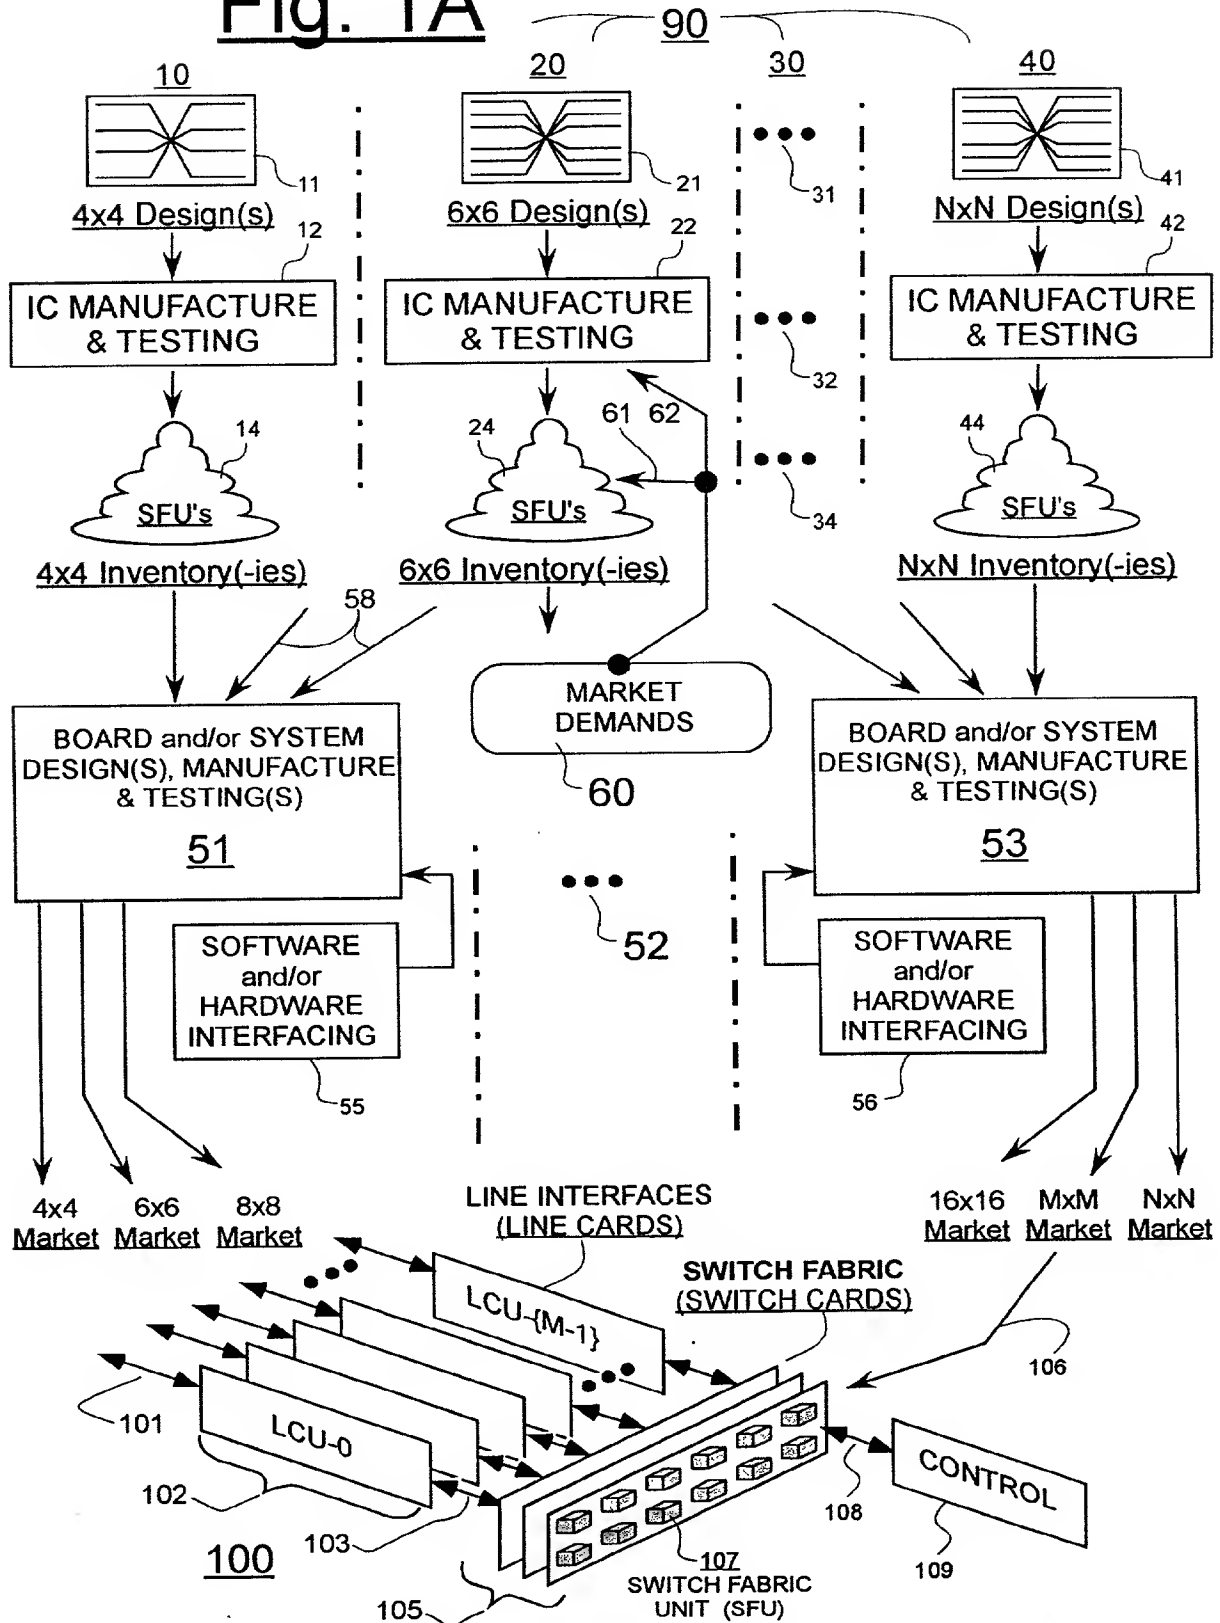 Fig. 1A
90
10
20
30
40
11
21
31
41
4x4 Design(s)
6x6 Design(s)
NxN Design(s)
12
22
42
IC MANUFACTURE
& TESTING
IC MANUFACTURE
& TESTING
IC MANUFACTURE
& TESTING
32
61
62
14
24
34
44
SFU's
SFU's
SFU's
4x4 Inventory(-ies)
6x6 Inventory(-ies)
NxN Inventory(-ies)
58
MARKET
DEMANDS
60
BOARD and/or SYSTEM
DESIGN(S), MANUFACTURE
& TESTING(S)
51
BOARD and/or SYSTEM
DESIGN(S), MANUFACTURE
& TESTING(S)
53
52
SOFTWARE
and/or
HARDWARE
INTERFACING
55
SOFTWARE
and/or
HARDWARE
INTERFACING
56
4x4
Market
6x6
Market
8x8
Market
16x16
Market
MxM
Market
NxN
Market
LINE INTERFACES
(LINE CARDS)
SWITCH FABRIC
(SWITCH CARDS)
LCU-{M-1}
LCU-0
101
102
103
106
108
CONTROL
109
100
105
107
SWITCH FABRIC
UNIT (SFU)